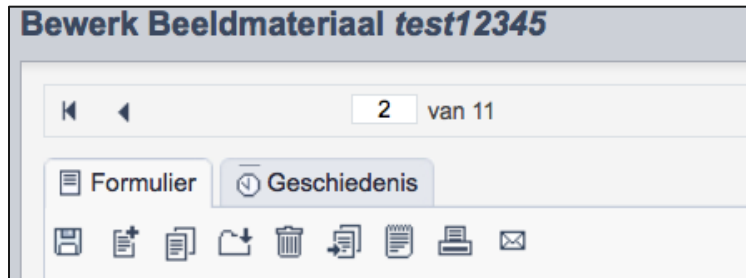 Bewerk Beeldmateriaal test12345
2 van 11
Formulier Geschiedenis